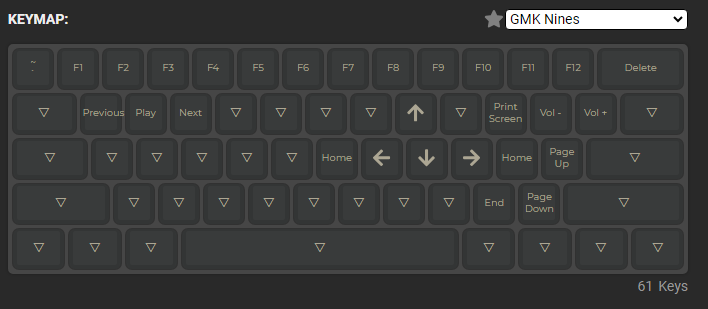 KEYMAP:
GMK Nines
~
`
F1 F2 F3 F4 F5 F6 F7 F8 F9 F10 F11 F12 Delete
▽ Previous Play Next ▽ ▽ ▽ ▽ ↑ ▽ Print Screen Vol - Vol + ▽
▽ ▽ ▽ ▽ ▽ ▽ Home ← ↓ → Home Page Up ▽
▽ ▽ ▽ ▽ ▽ ▽ ▽ ▽ ▽ End Page Down ▽
▽ ▽ ▽ ▽ ▽ ▽ ▽ ▽
61 Keys